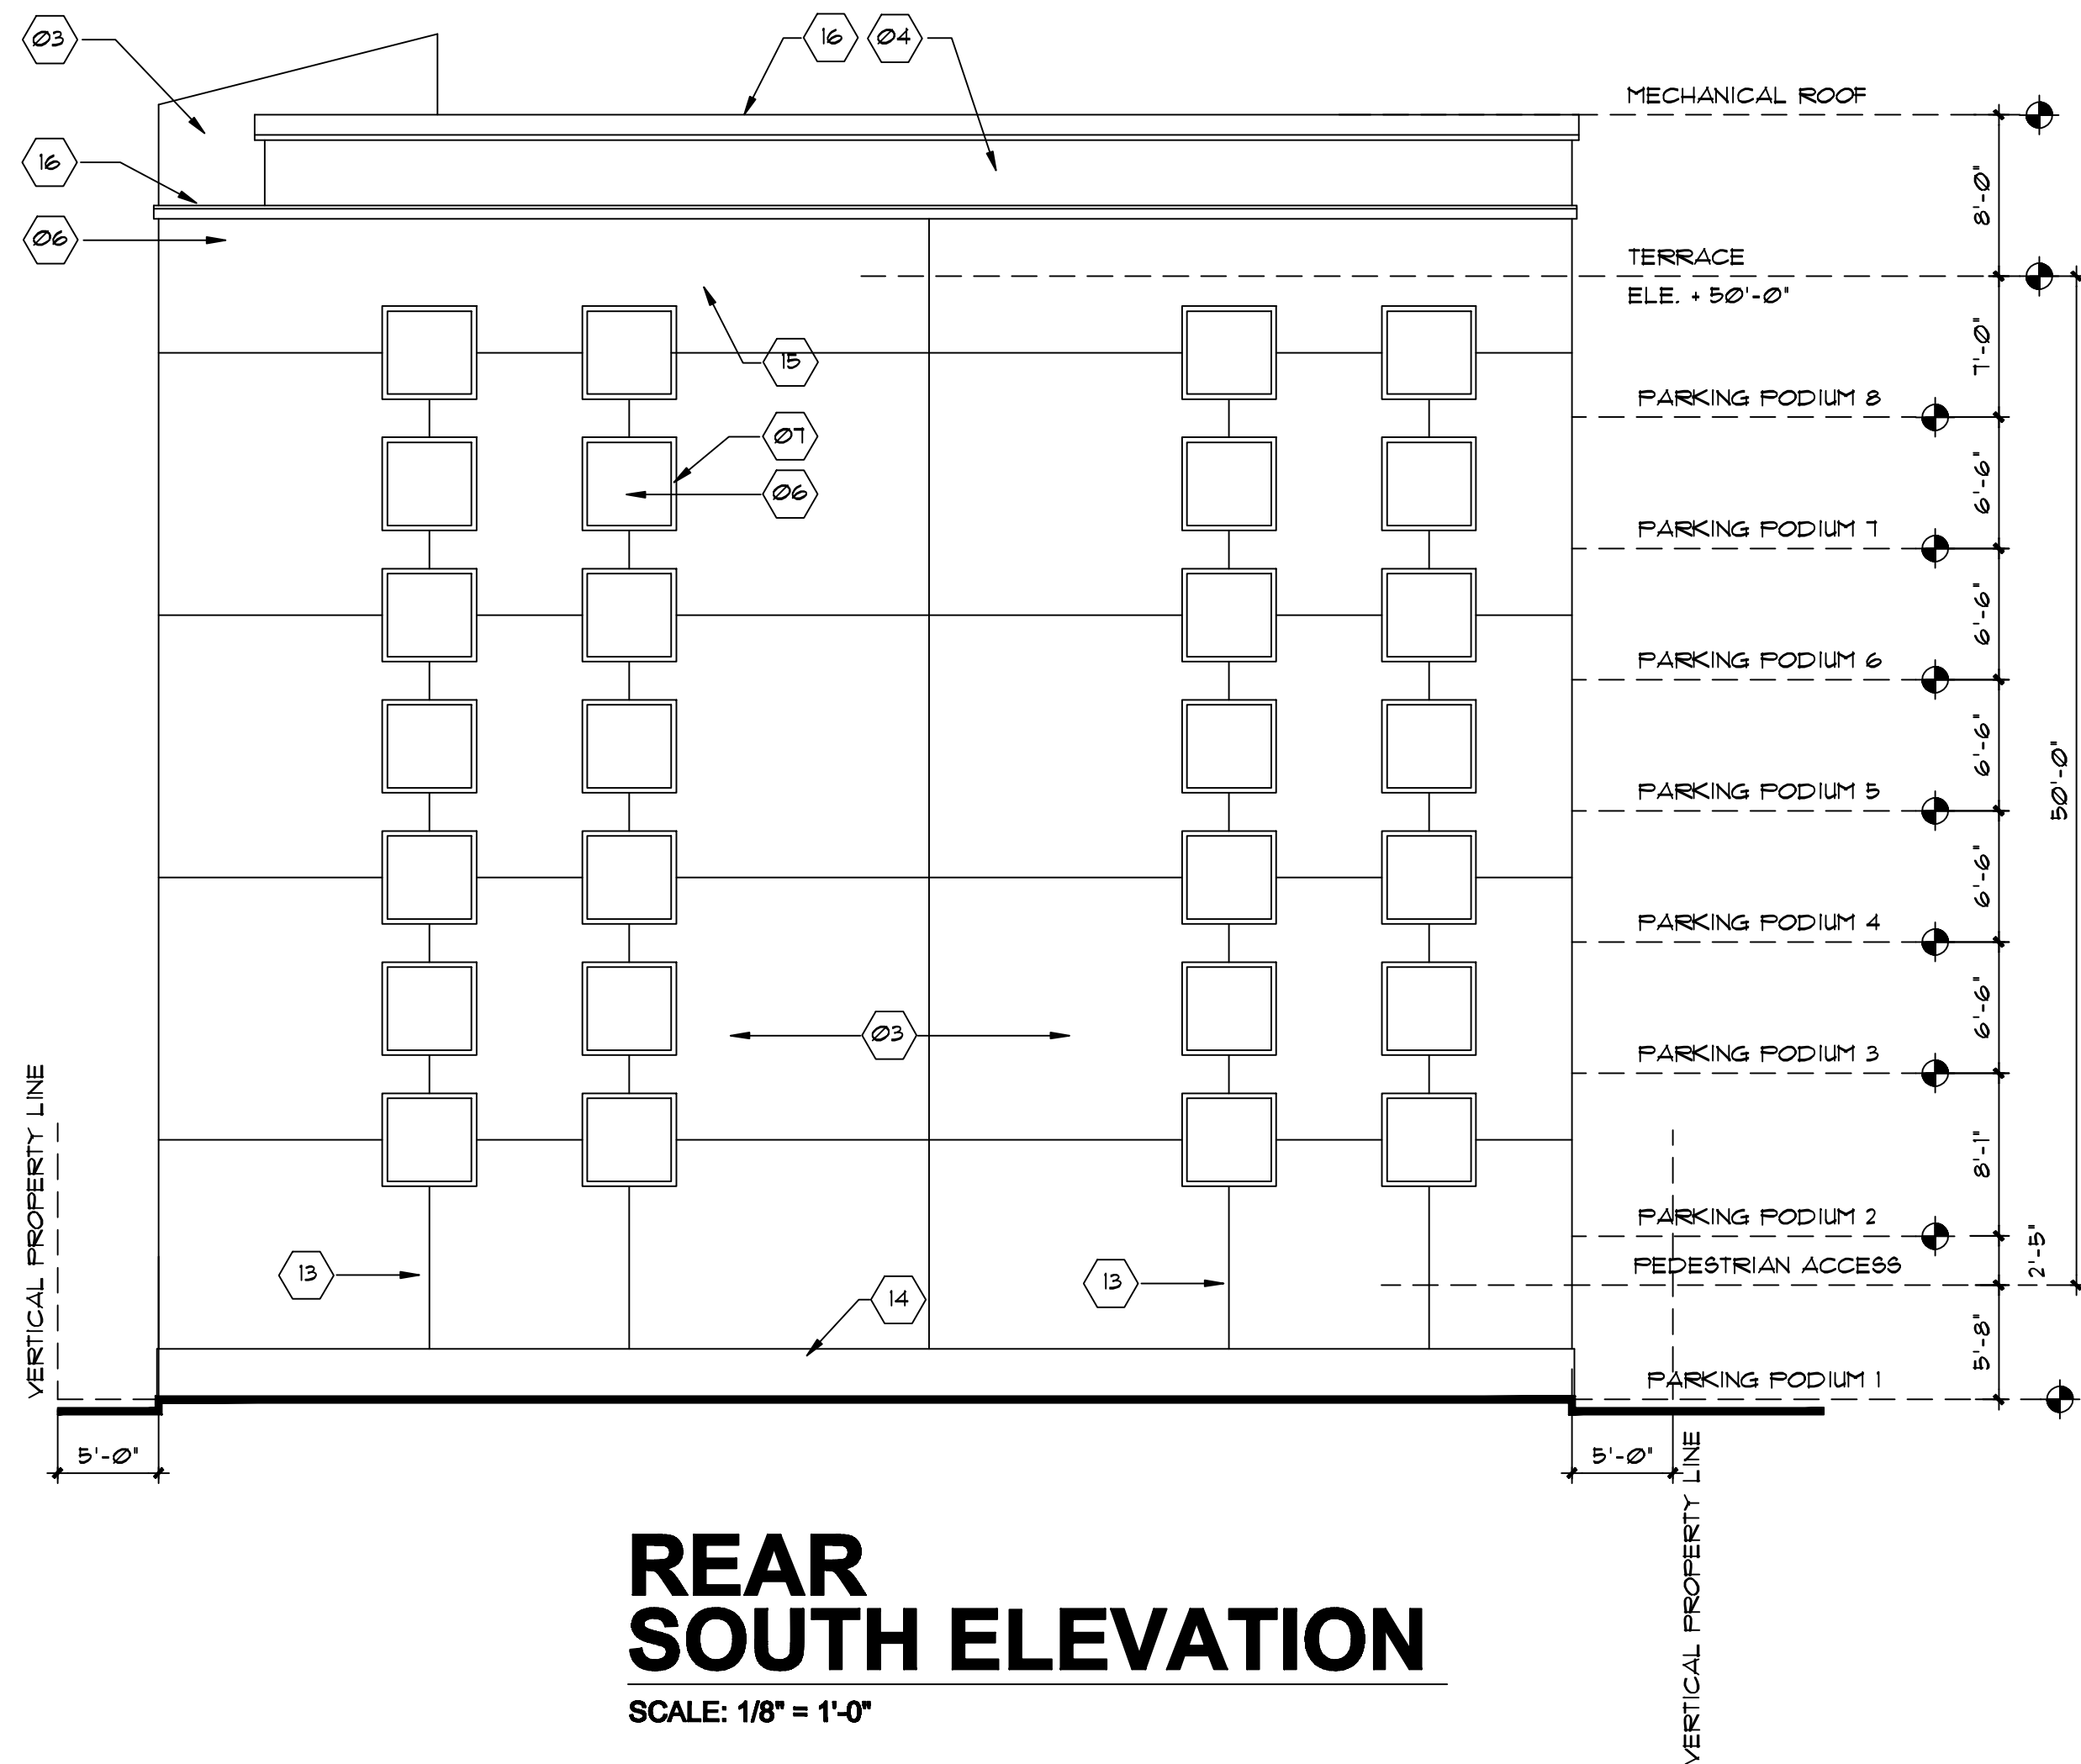 03
16
04
MECHANICAL ROOF
16
8'-0"
06
TERRACE
ELE. + 50'-0"
15
7'-0"
PARKING PODIUM 8
07
06
6'-6"
PARKING PODIUM 7
6'-6"
PARKING PODIUM 6
6'-6"
50'-0"
PARKING PODIUM 5
6'-6"
PARKING PODIUM 4
03
6'-6"
PARKING PODIUM 3
VERTICAL PROPERTY LINE
8'-1"
PARKING PODIUM 2
2'-5"
PEDESTRIAN ACCESS
13
13
14
5'-8"
PARKING PODIUM 1
5'-0"
5'-0"
VERTICAL PROPERTY LINE
REAR
SOUTH ELEVATION
SCALE: 1/8" = 1'-0"